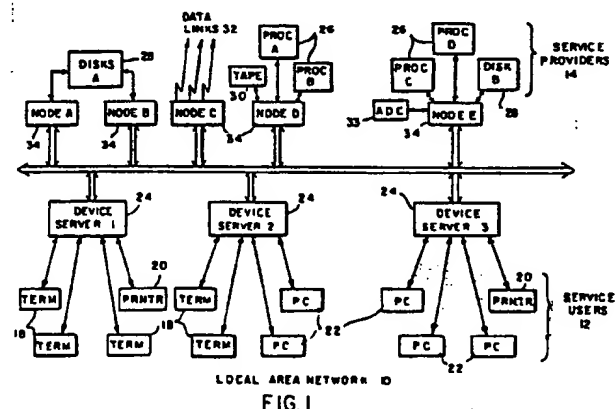 DATA
LINKS 32
PROC
A
26
26
PROC
D
SERVICE
PROVIDERS
14
DISKS
A
28
TAPE
30
PROC
B
PROC
C
DISK
B
28
ADC
33
NODE A
NODE B
NODE C
NODE D
NODE E
34
34
34
34
24
24
24
DEVICE
SERVER 1
DEVICE
SERVER 2
DEVICE
SERVER 3
20
20
TERM
PRNTR
TERM
PC
PC
PRNTR
SERVICE
USERS
12
18
TERM
TERM
18
TERM
PC
22
PC
PC
22
LOCAL AREA NETWORK 10
FIG. 1